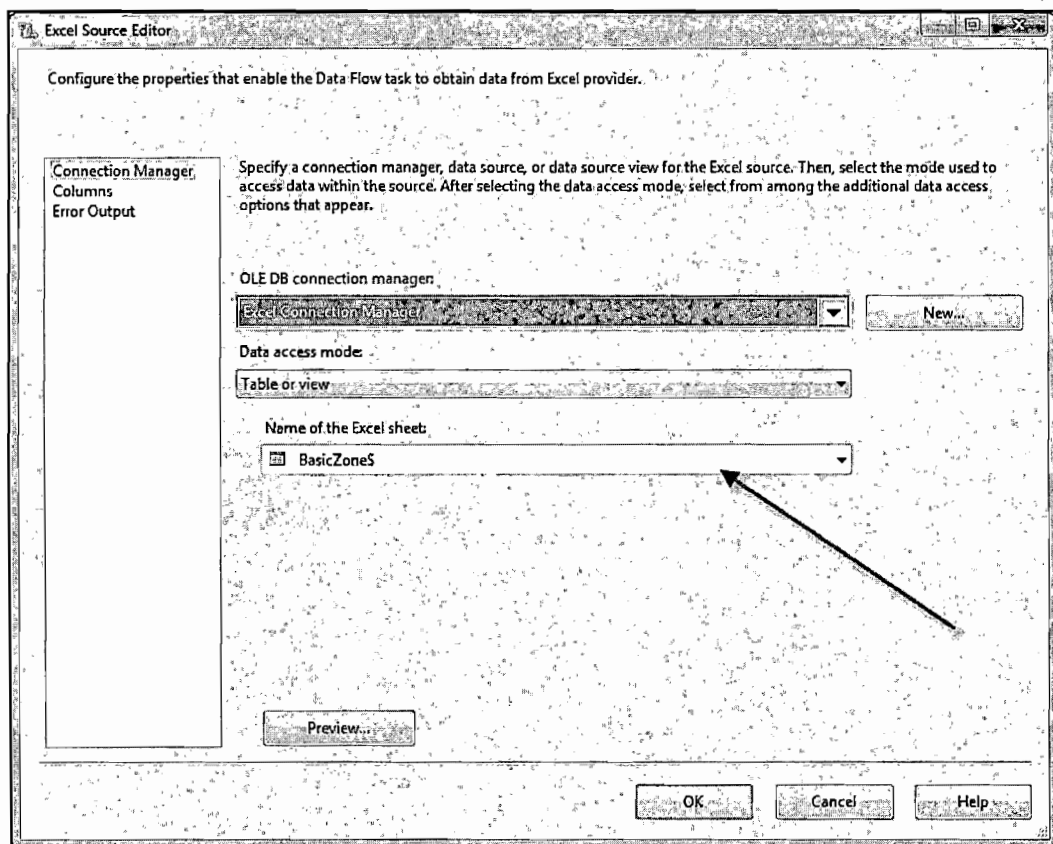 Excel Source Editor
Configure the properties that enable the Data Flow task to obtain data from Excel provider.
Connection Manager
Columns
Error Output
Specify a connection manager, data source, or data source view for the Excel source. Then, select the mode used to
access data within the source. After selecting the data access mode, select from among the additional data access
options that appear.
OLE DB connection manager:
Excel Connection Manager
New...
Data access mode:
Table or view
Name of the Excel sheet:
BasicZone$
Preview...
OK
Cancel
Help